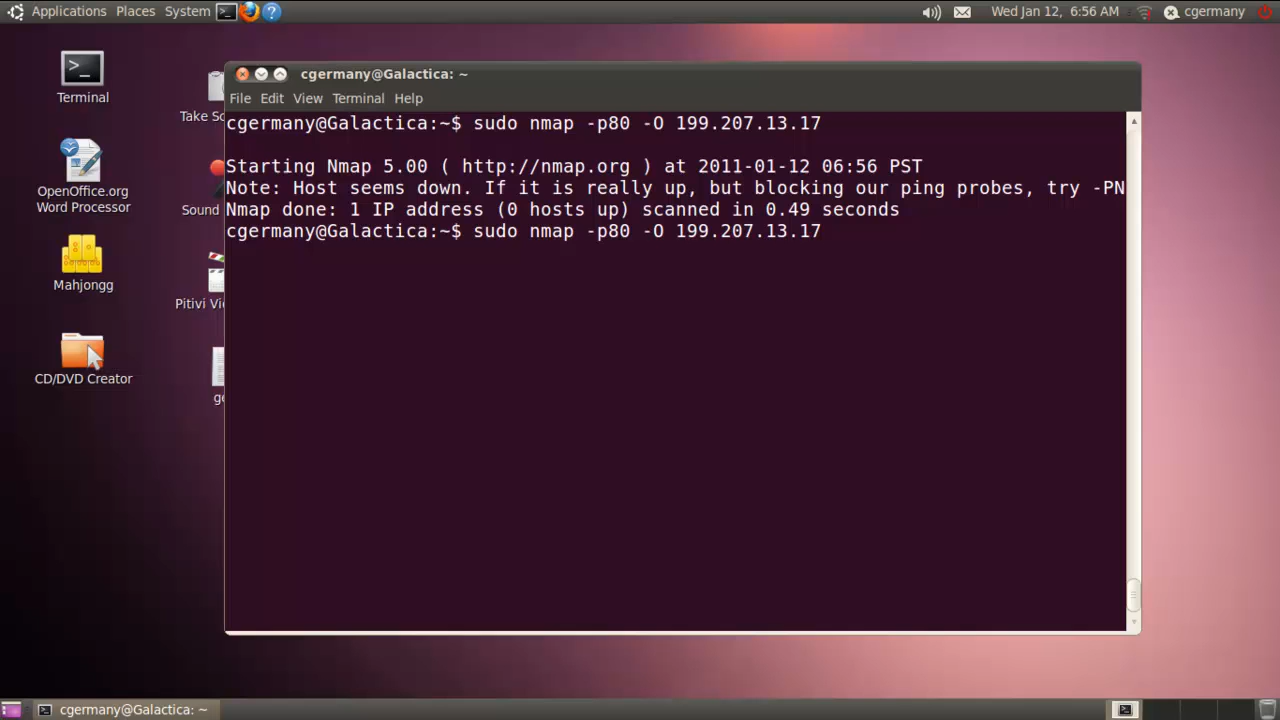 Applications Places System
Wed Jan 12, 6:56 AM cgermany
Terminal
Take Sc
OpenOffice.org
Word Processor
Sound
Mahjongg
Pitivi Vi
CD/DVD Creator
ge
cgermany@Galactica: ~
File Edit View Terminal Help
cgermany@Galactica:~$ sudo nmap -p80 -O 199.207.13.17
Starting Nmap 5.00 ( http://nmap.org ) at 2011-01-12 06:56 PST
Note: Host seems down. If it is really up, but blocking our ping probes, try -PN
Nmap done: 1 IP address (0 hosts up) scanned in 0.49 seconds
cgermany@Galactica:~$ sudo nmap -p80 -O 199.207.13.17
cgermany@Galactica: ~